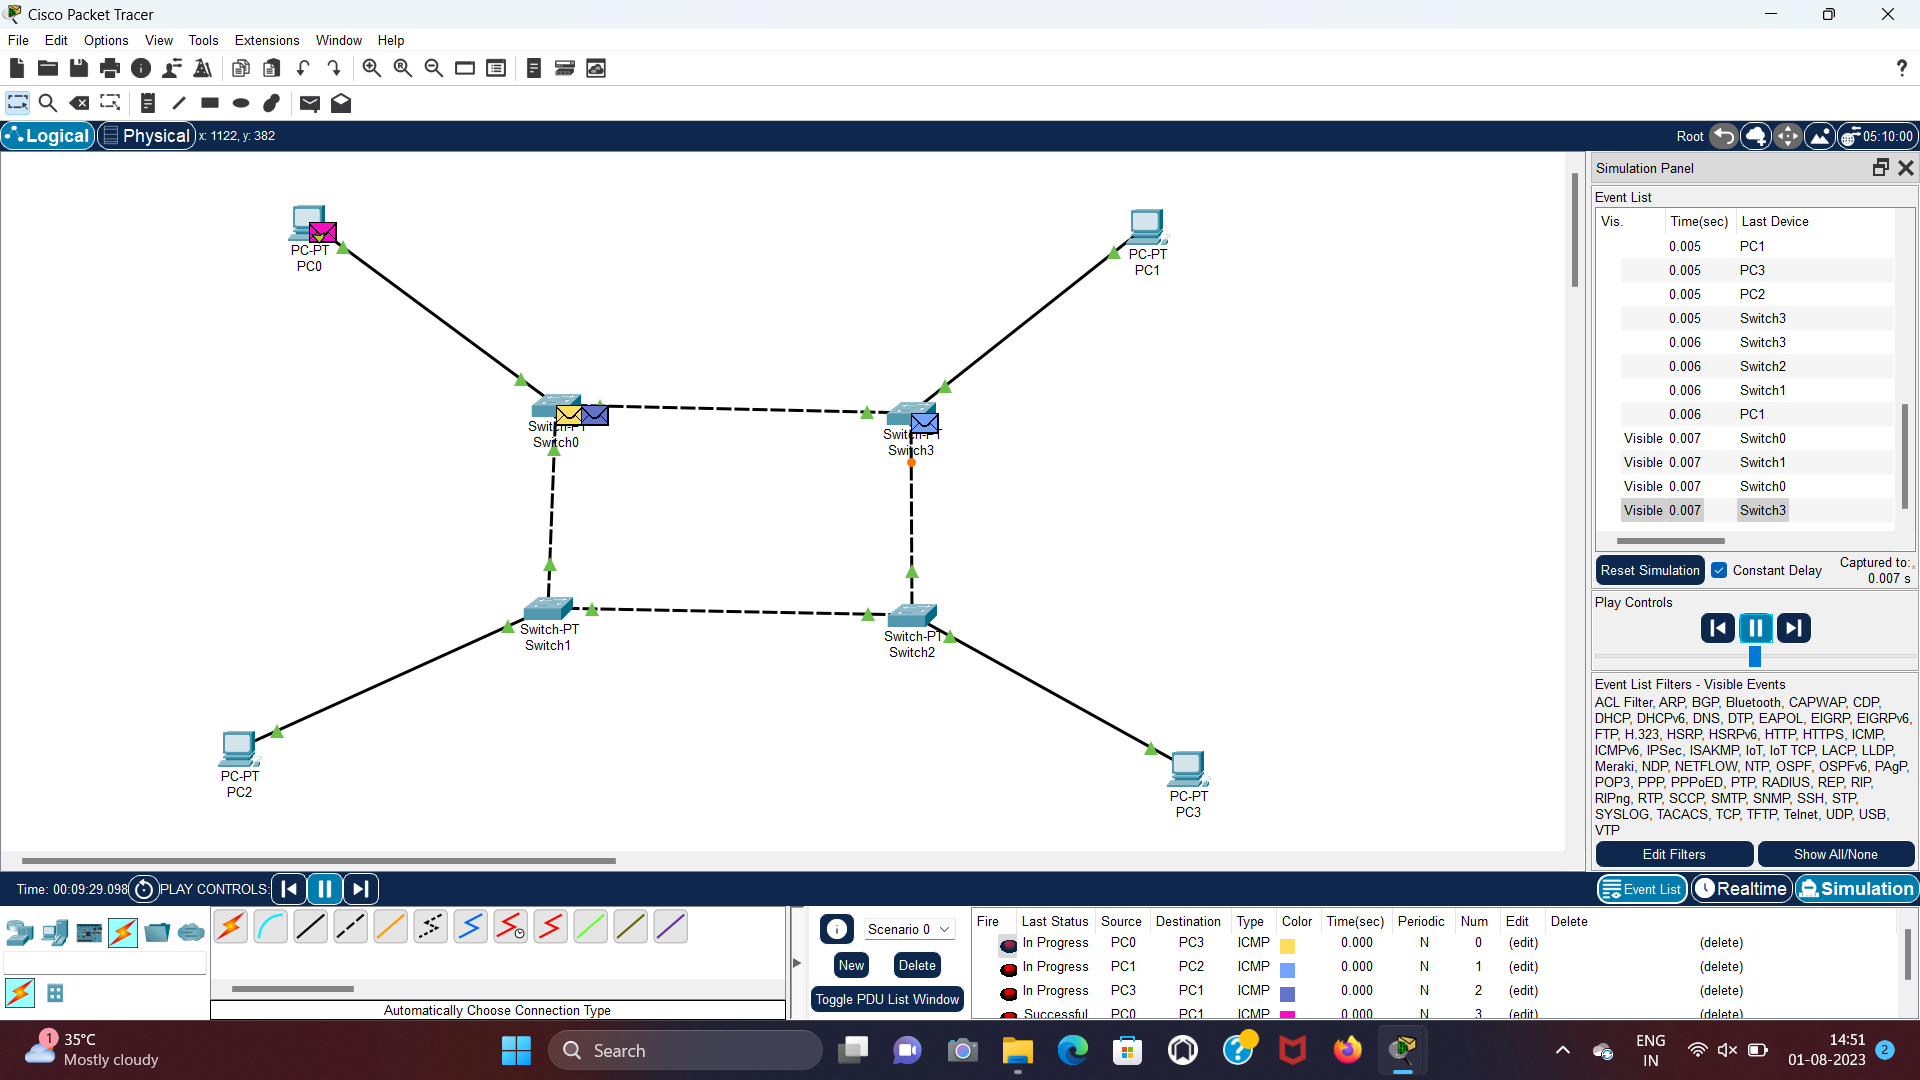 Cisco Packet Tracer
File Edit Options View Tools Extensions Window Help
?
Logical Physical x: 1122, y: 382
Root 05:10:00
PC-PT
PC0
PC-PT
PC1
Switch-PT
Switch0
Switch-PT
Switch3
Switch-PT
Switch1
Switch-PT
Switch2
PC-PT
PC2
PC-PT
PC3
Simulation Panel
Event List
Vis. Time(sec) Last Device
0.005 PC1
0.005 PC3
0.005 PC2
0.005 Switch3
0.006 Switch3
0.006 Switch2
0.006 Switch1
0.006 PC1
Visible 0.007 Switch0
Visible 0.007 Switch1
Visible 0.007 Switch0
Visible 0.007 Switch3
Reset Simulation Constant Delay Captured to:
0.007 s
Play Controls
Event List Filters - Visible Events
ACL Filter, ARP, BGP, Bluetooth, CAPWAP, CDP,
DHCP, DHCPv6, DNS, DTP, EAPOL, EIGRP, EIGRPv6,
FTP, H.323, HSRP, HSRPv6, HTTP, HTTPS, ICMP,
ICMPv6, IPSec, ISAKMP, IoT, IoT TCP, LACP, LLDP,
Meraki, NDP, NETFLOW, NTP, OSPF, OSPFv6, PAgP,
POP3, PPP, PPPoED, PTP, RADIUS, REP, RIP,
RIPng, RTP, SCCP, SMTP, SNMP, SSH, STP,
SYSLOG, TACACS, TCP, TFTP, Telnet, UDP, USB,
VTP
Edit Filters Show All/None
Time: 00:09:29.098 PLAY CONTROLS:
Event List Realtime Simulation
Automatically Choose Connection Type
Scenario 0
New Delete
Toggle PDU List Window
Fire Last Status Source Destination Type Color Time(sec) Periodic Num Edit Delete
In Progress PC0 PC3 ICMP 0.000 N 0 (edit) (delete)
In Progress PC1 PC2 ICMP 0.000 N 1 (edit) (delete)
In Progress PC3 PC1 ICMP 0.000 N 2 (edit) (delete)
Successful PC0 PC1 ICMP 0.000 N 3 (edit) (delete)
1 35°C
Mostly cloudy
Search
ENG
IN
14:51
01-08-2023
2